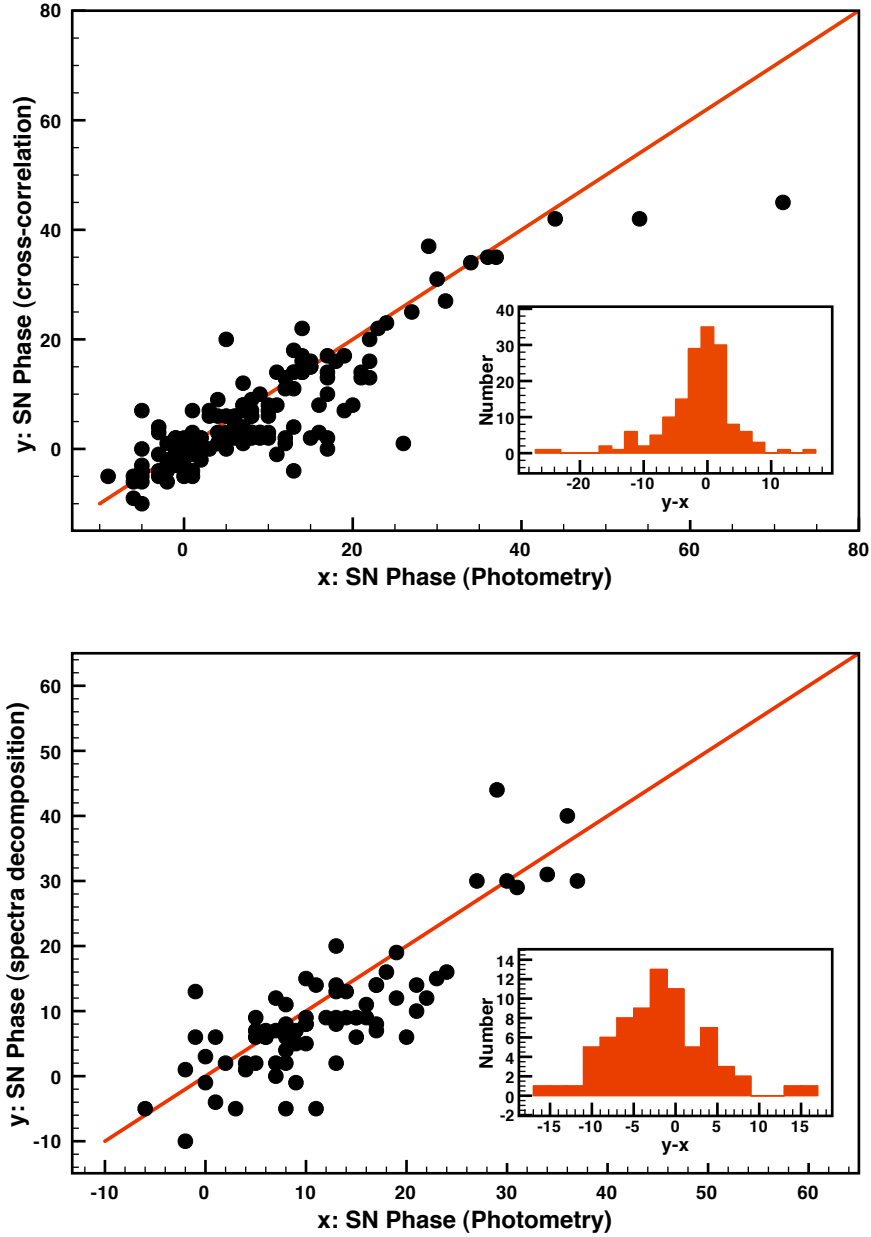 80
60
40
20
0
y: SN Phase (cross-correlation)
0 20 40 60 80
x: SN Phase (Photometry)
40
30
20
10
0
Number
-20 -10 0 10
y-x
60
50
40
30
20
10
0
-10
y: SN Phase (spectra decomposition)
-10 0 10 20 30 40 50 60
x: SN Phase (Photometry)
14
12
10
8
6
4
2
0
-2
Number
-15 -10 -5 0 5 10 15
y-x